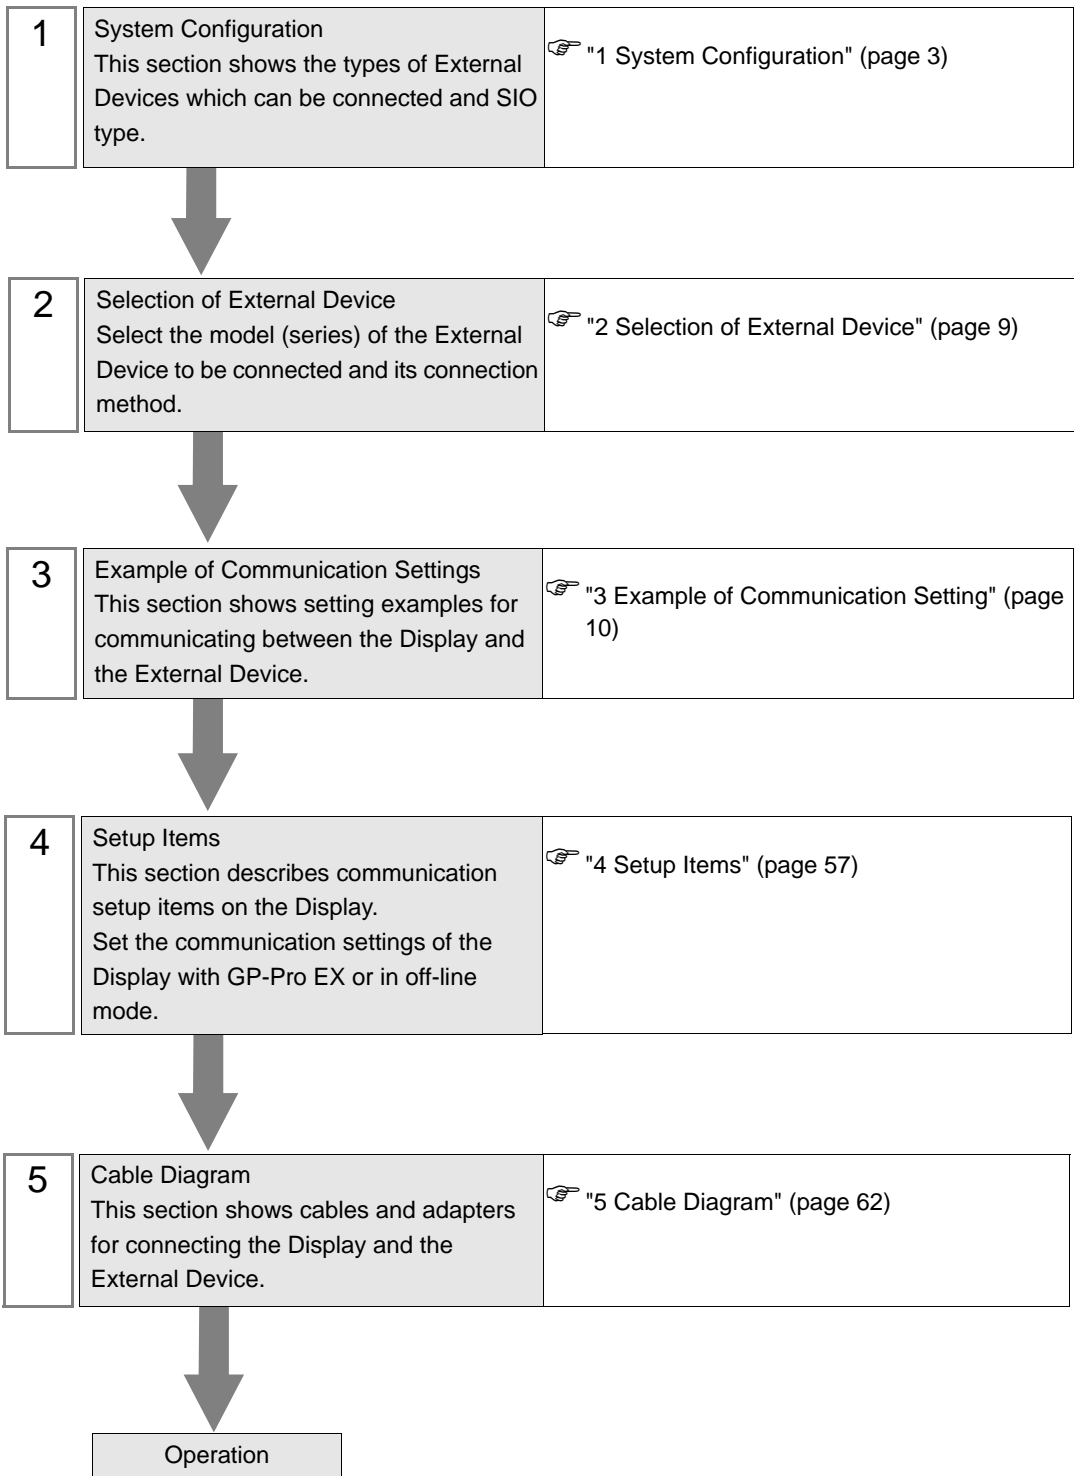 1
System Configuration
This section shows the types of External
Devices which can be connected and SIO
type.
"1 System Configuration" (page 3)
2
Selection of External Device
Select the model (series) of the External
Device to be connected and its connection
method.
"2 Selection of External Device" (page 9)
3
Example of Communication Settings
This section shows setting examples for
communicating between the Display and
the External Device.
"3 Example of Communication Setting" (page
10)
4
Setup Items
This section describes communication
setup items on the Display.
Set the communication settings of the
Display with GP-Pro EX or in off-line
mode.
"4 Setup Items" (page 57)
5
Cable Diagram
This section shows cables and adapters
for connecting the Display and the
External Device.
"5 Cable Diagram" (page 62)
Operation